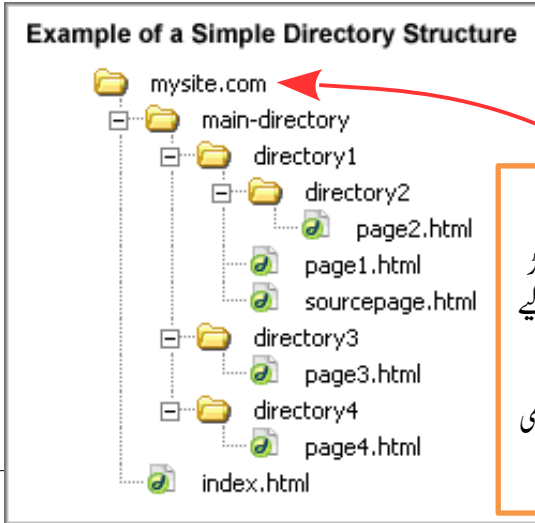 Example of a Simple Directory Structure
mysite.com
main-directory
directory1
directory2
page2.html
page1.html
sourcepage.html
directory3
page3.html
directory4
page4.html
index.html
لیے